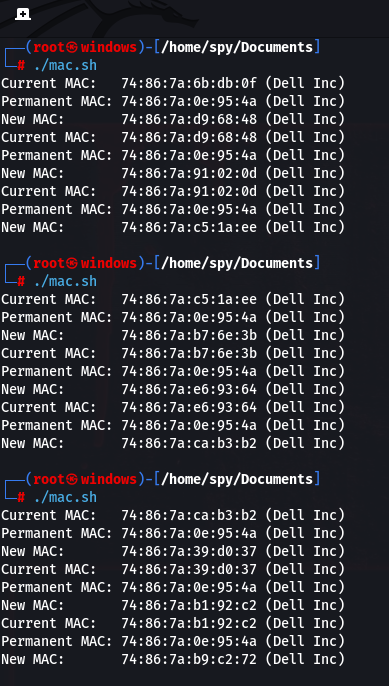 ┌──(root㉿windows)-[/home/spy/Documents]
└─# ./mac.sh
Current MAC:   74:86:7a:6b:db:0f (Dell Inc)
Permanent MAC: 74:86:7a:0e:95:4a (Dell Inc)
New MAC:       74:86:7a:d9:68:48 (Dell Inc)
Current MAC:   74:86:7a:d9:68:48 (Dell Inc)
Permanent MAC: 74:86:7a:0e:95:4a (Dell Inc)
New MAC:       74:86:7a:91:02:0d (Dell Inc)
Current MAC:   74:86:7a:91:02:0d (Dell Inc)
Permanent MAC: 74:86:7a:0e:95:4a (Dell Inc)
New MAC:       74:86:7a:c5:1a:ee (Dell Inc)
┌──(root㉿windows)-[/home/spy/Documents]
└─# ./mac.sh
Current MAC:   74:86:7a:c5:1a:ee (Dell Inc)
Permanent MAC: 74:86:7a:0e:95:4a (Dell Inc)
New MAC:       74:86:7a:b7:6e:3b (Dell Inc)
Current MAC:   74:86:7a:b7:6e:3b (Dell Inc)
Permanent MAC: 74:86:7a:0e:95:4a (Dell Inc)
New MAC:       74:86:7a:e6:93:64 (Dell Inc)
Current MAC:   74:86:7a:e6:93:64 (Dell Inc)
Permanent MAC: 74:86:7a:0e:95:4a (Dell Inc)
New MAC:       74:86:7a:ca:b3:b2 (Dell Inc)
┌──(root㉿windows)-[/home/spy/Documents]
└─# ./mac.sh
Current MAC:   74:86:7a:ca:b3:b2 (Dell Inc)
Permanent MAC: 74:86:7a:0e:95:4a (Dell Inc)
New MAC:       74:86:7a:39:d0:37 (Dell Inc)
Current MAC:   74:86:7a:39:d0:37 (Dell Inc)
Permanent MAC: 74:86:7a:0e:95:4a (Dell Inc)
New MAC:       74:86:7a:b1:92:c2 (Dell Inc)
Current MAC:   74:86:7a:b1:92:c2 (Dell Inc)
Permanent MAC: 74:86:7a:0e:95:4a (Dell Inc)
New MAC:       74:86:7a:b9:c2:72 (Dell Inc)